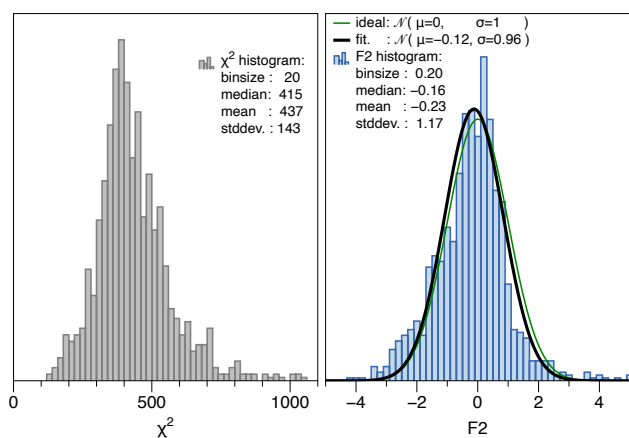 χ² histogram:
binsize : 20
median: 415
mean : 437
stddev. : 143
0
500
1000
χ²
ideal: 𝒩 ( μ=0, σ=1 )
fit. : 𝒩 ( μ=−0.12, σ=0.96 )
F2 histogram:
binsize : 0.20
median: −0.16
mean : −0.23
stddev. : 1.17
−4
−2
0
2
4
F2